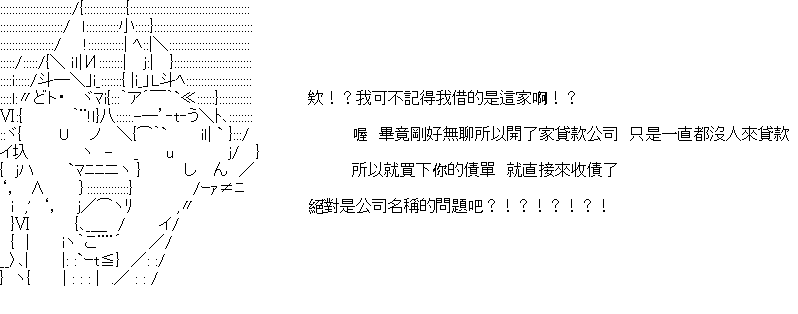 欸！？我可不記得我借的是這家啊！？
喔 畢竟剛好無聊所以開了家貸款公司 只是一直都沒人來貸款
所以就買下你的債單 就直接來收債了
絕對是公司名稱的問題吧？！？！？！？！